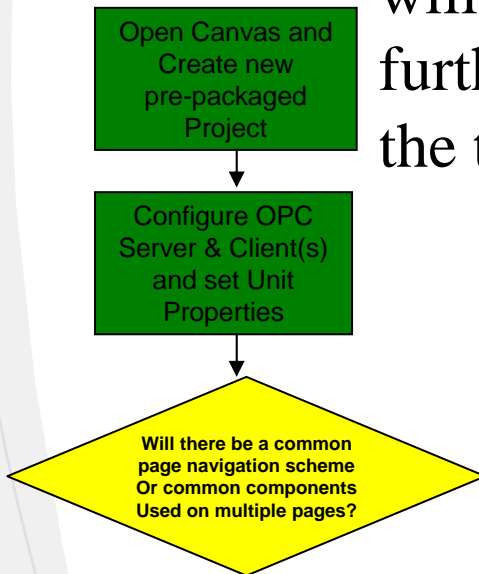 Open Canvas and
Create new
pre-packaged
Project
the
Configure OPC
Server & Client(s)
and set Unit
Properties
Will there be a common
page navigation scheme
Or common components
Used on multiple pages?